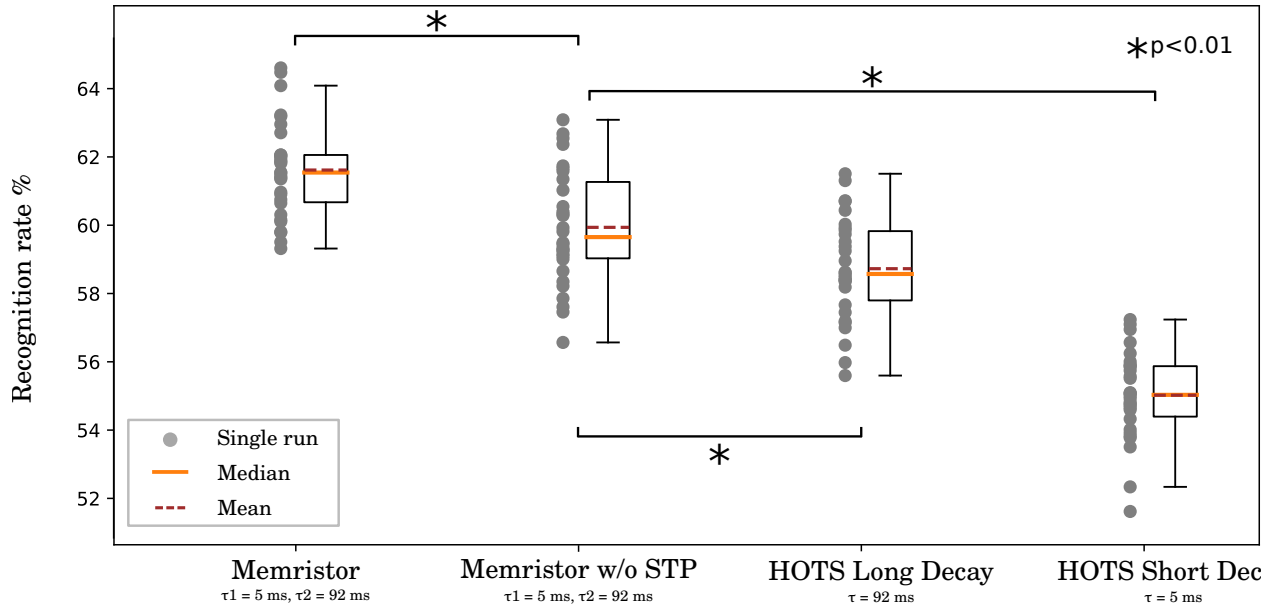 *
*p<0.01
*
64
62
60
58
56
54
52
Recognition rate %
*
Single run
Median
Mean
Memristor
τ1 = 5 ms, τ2 = 92 ms
Memristor w/o STP
τ1 = 5 ms, τ2 = 92 ms
HOTS Long Decay
τ = 92 ms
HOTS Short Dec
τ = 5 ms